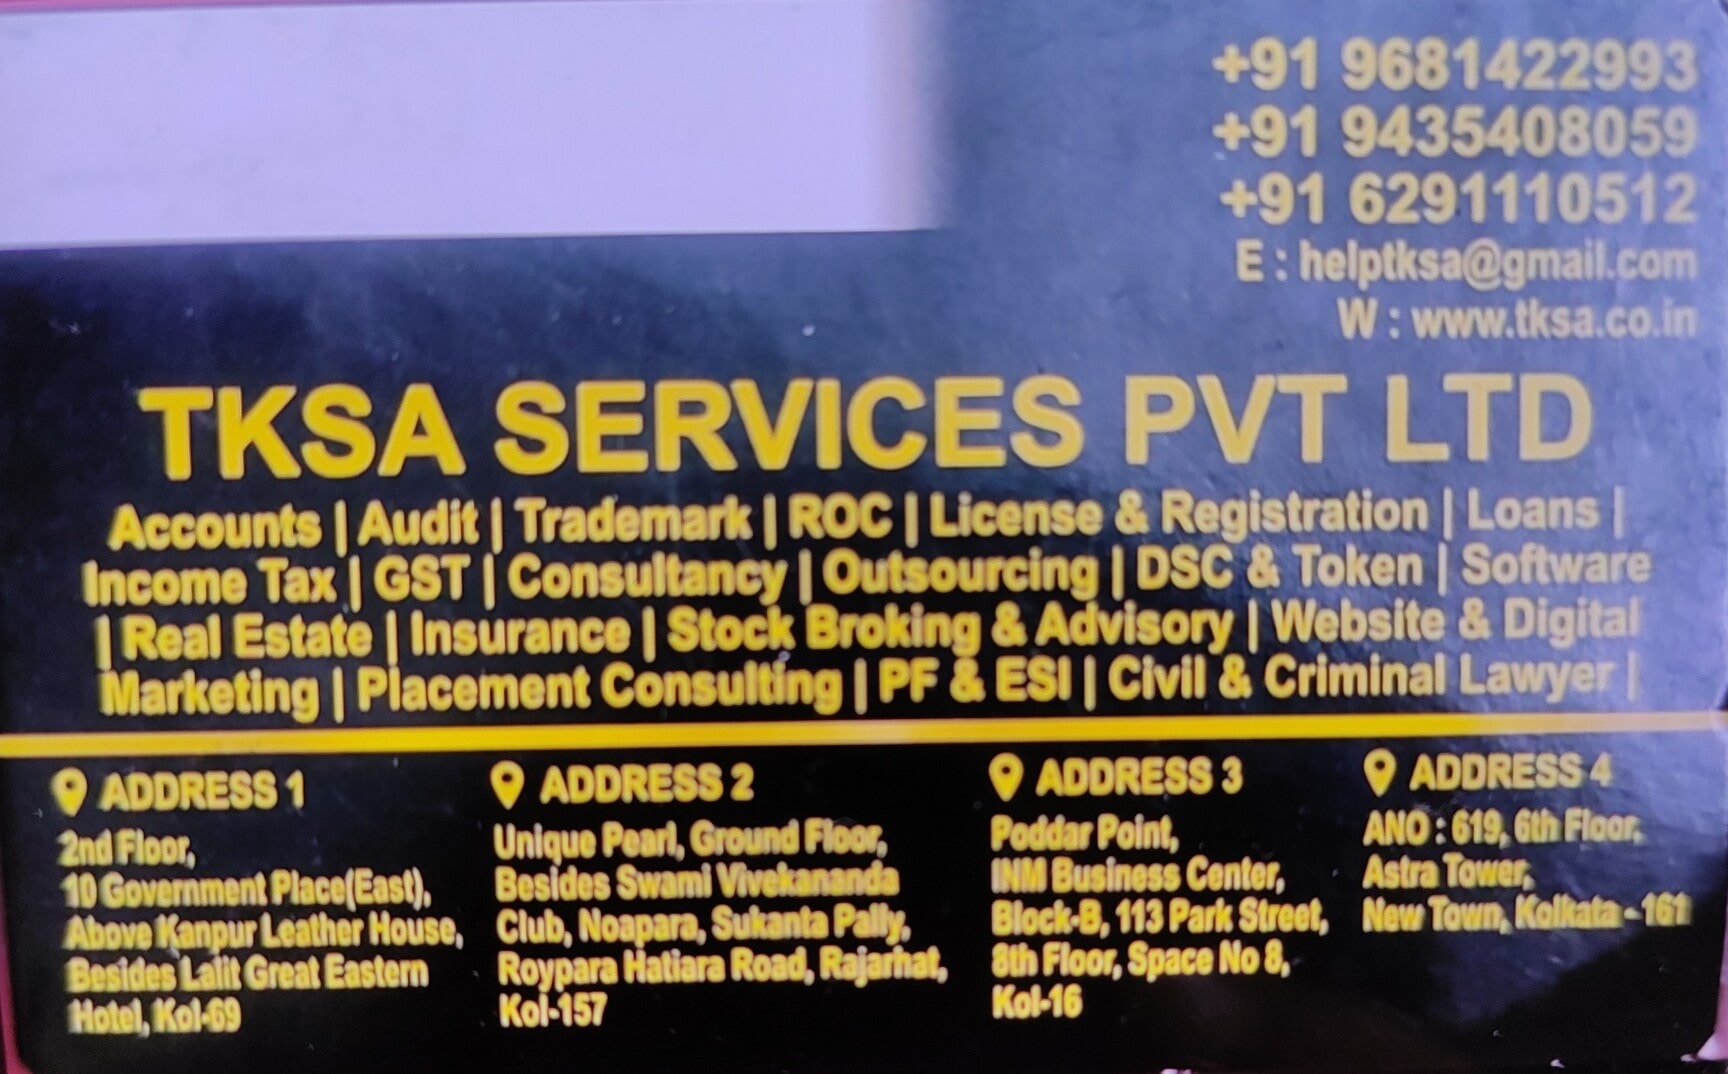 +91 9681422993
+91 9435408059
+91 6291110512
E : helptksa@gmail.com
W : www.tksa.co.in
TKSA SERVICES PVT LTD
Accounts | Audit | Trademark | ROC | License & Registration | Loans |
Income Tax | GST | Consultancy | Outsourcing | DSC & Token | Software
| Real Estate | Insurance | Stock Broking & Advisory | Website & Digital
Marketing | Placement Consulting | PF & ESI | Civil & Criminal Lawyer |
ADDRESS 1
2nd Floor,
10 Government Place(East),
Above Kanpur Leather House,
Besides Lalit Great Eastern
Hotel, Kol-69
ADDRESS 2
Unique Pearl, Ground Floor,
Besides Swami Vivekananda
Club, Noapara, Sukanta Pally,
Roypara Hatiara Road, Rajarhat,
Kol-157
ADDRESS 3
Poddar Point,
INM Business Center,
Block-B, 113 Park Street,
8th Floor, Space No 8,
Kol-16
ADDRESS 4
ANO : 619, 6th Floor,
Astra Tower,
New Town, Kolkata - 161